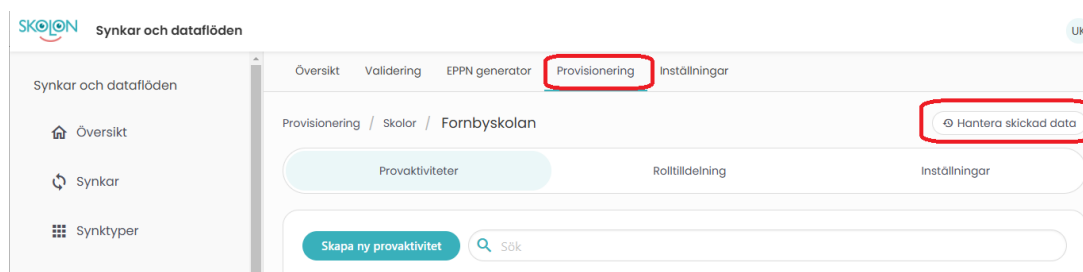 SKOLON Synkar och dataflöden UK
Översikt Validering EPPN generator Provisionering Inställningar
Synkar och dataflöden
Provisionering / Skolor / Fornbyskolan Hantera skickad data
Översikt
Provaktiviteter Rolltilldelning Inställningar
Synkar
Synktyper
Skapa ny provaktivitet Sök